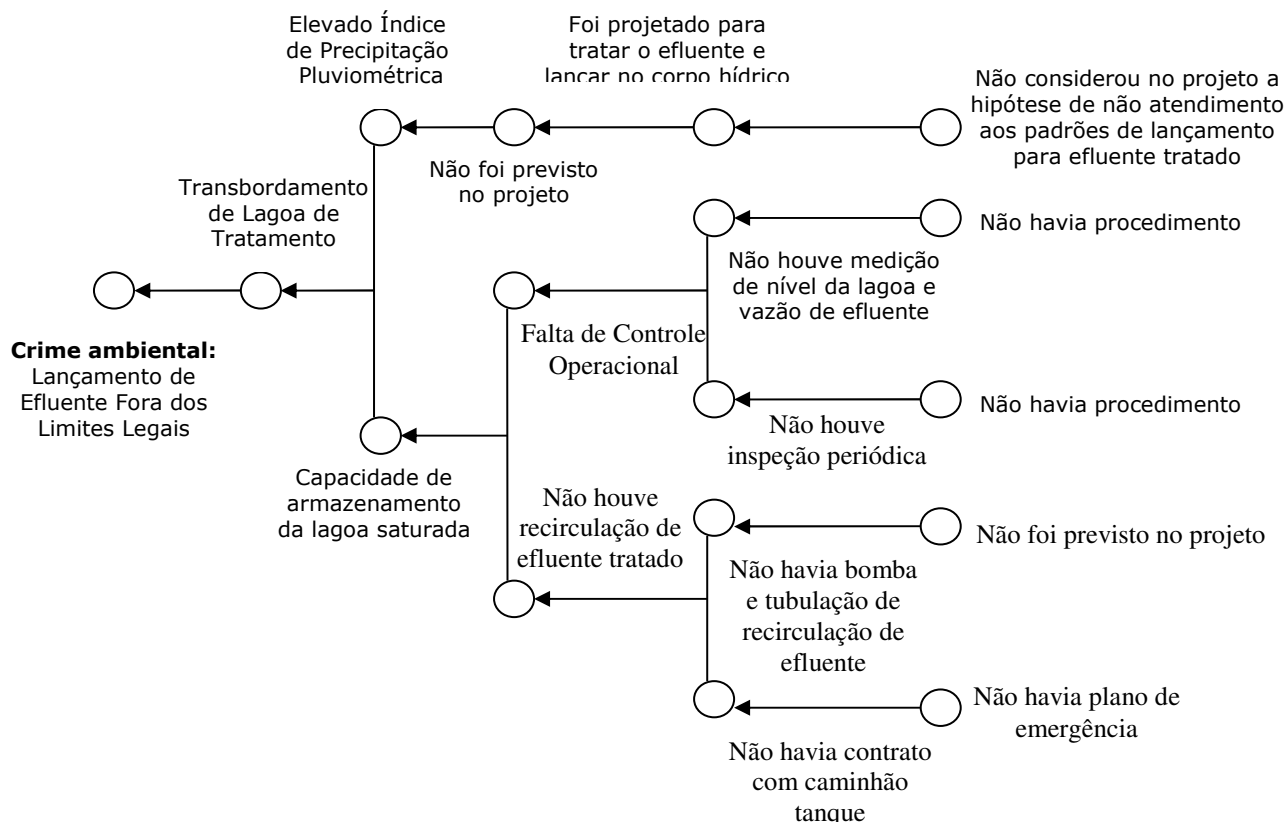 Elevado Índice
de Precipitação
Pluviométrica
Foi projetado para
tratar o efluente e
lançar no corpo hídrico
Não considerou no projeto a
hipótese de não atendimento
aos padrões de lançamento
para efluente tratado
Não foi previsto
no projeto
Transbordamento
de Lagoa de
Tratamento
Não havia procedimento
Não houve medição
de nível da lagoa e
vazão de efluente
Falta de Controle
Operacional
Crime ambiental:
Lançamento de
Efluente Fora dos
Limites Legais
Não havia procedimento
Não houve
inspeção periódica
Capacidade de
armazenamento
da lagoa saturada
Não houve
recirculação de
efluente tratado
Não foi previsto no projeto
Não havia bomba
e tubulação de
recirculação de
efluente
Não havia plano de
emergência
Não havia contrato
com caminhão
tanque